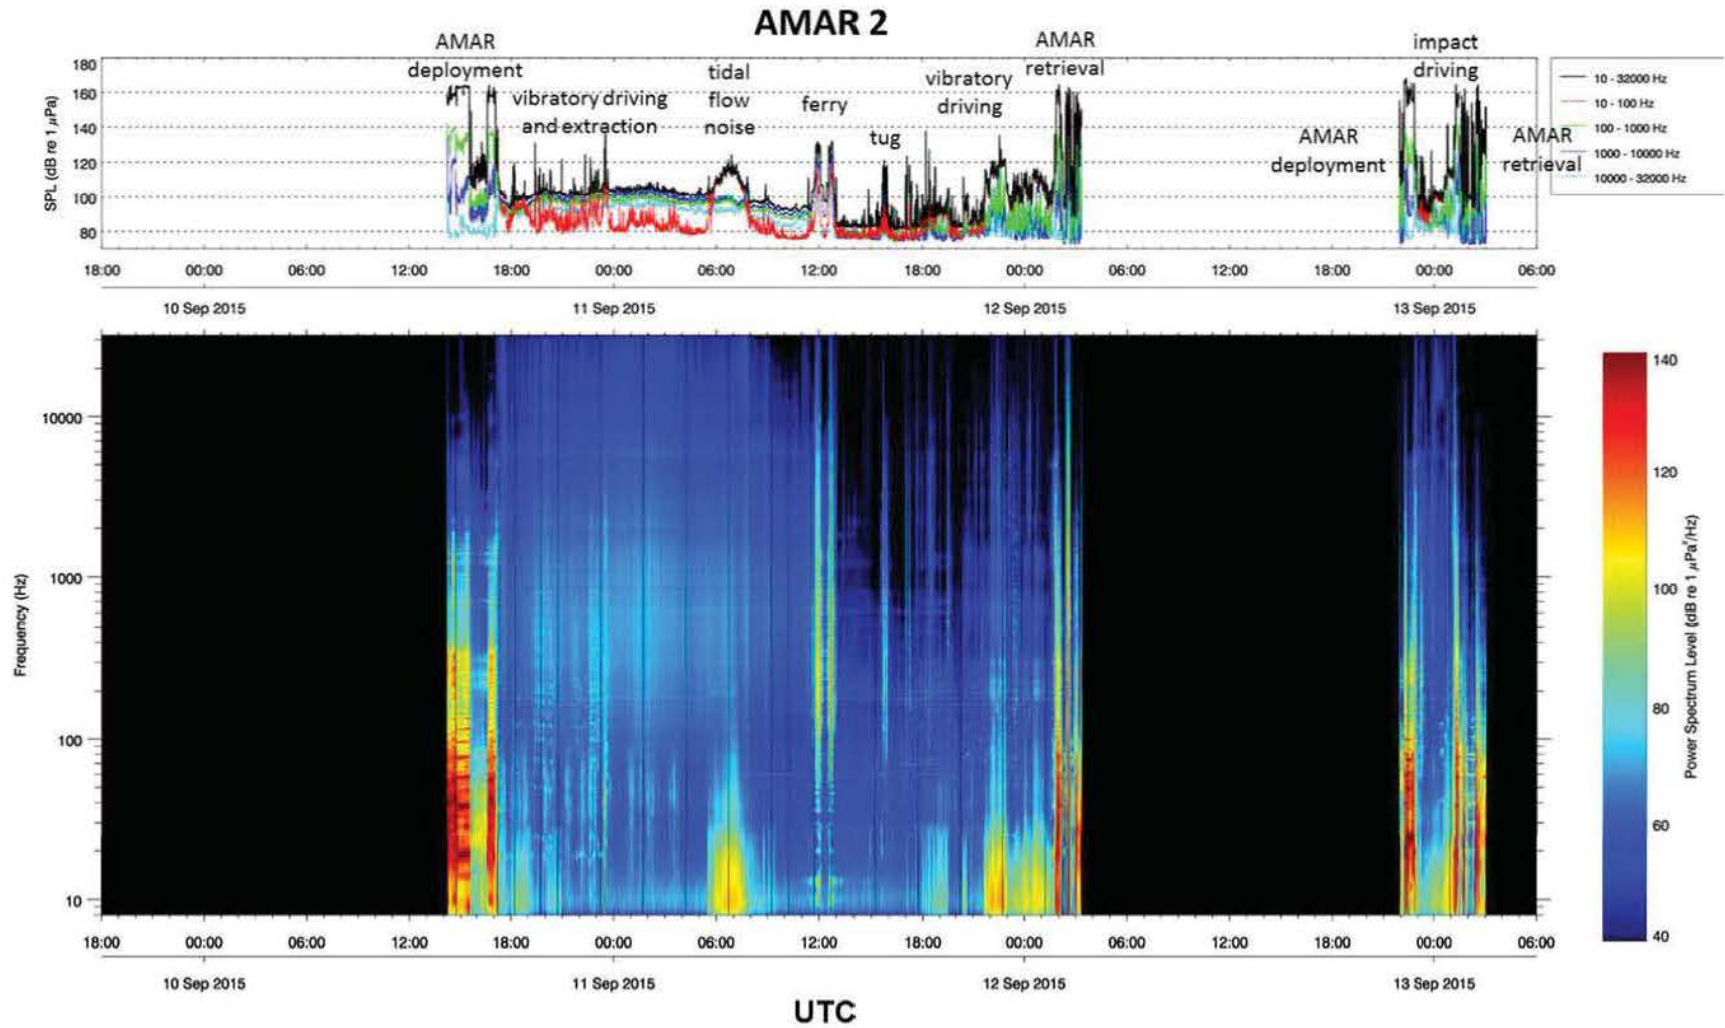 AMAR 2
AMAR
deployment
vibratory driving
and extraction
tidal
flow
noise
ferry
tug
vibratory
driving
AMAR
retrieval
impact
driving
AMAR
deployment
AMAR
retrieval
10 - 32000 Hz
10 - 100 Hz
100 - 1000 Hz
1000 - 10000 Hz
10000 - 32000 Hz
SPL (dB re 1 µPa)
180
160
140
120
100
80
18:00 00:00 06:00 12:00 18:00 00:00 06:00 12:00 18:00 00:00 06:00 12:00 18:00 00:00 06:00
10 Sep 2015 11 Sep 2015 12 Sep 2015 13 Sep 2015
Frequency (Hz)
10000
1000
100
10
18:00 00:00 06:00 12:00 18:00 00:00 06:00 12:00 18:00 00:00 06:00 12:00 18:00 00:00 06:00
10 Sep 2015 11 Sep 2015 12 Sep 2015 13 Sep 2015
UTC
140
120
100
80
60
40
Power Spectrum Level (dB re 1 µPa²/Hz)